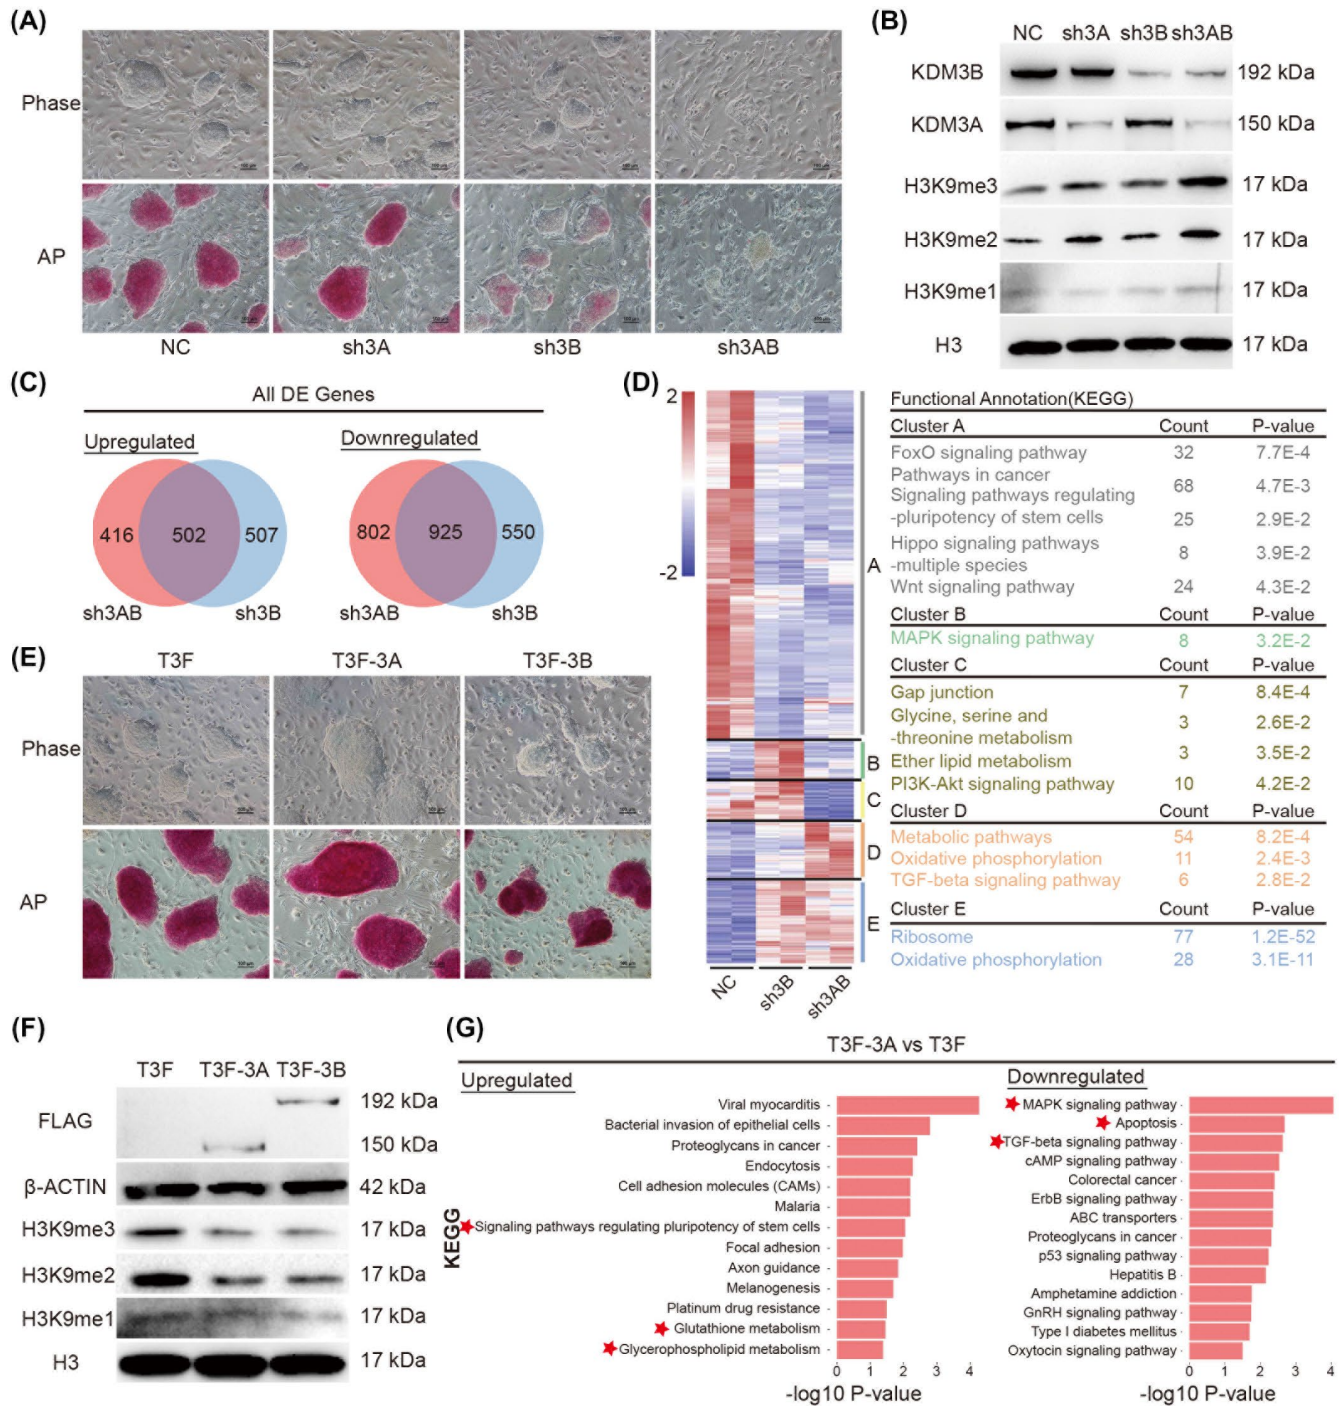 (A)
Phase
AP
NC sh3A sh3B sh3AB
(B)
NC sh3A sh3B sh3AB
KDM3B 192 kDa
KDM3A 150 kDa
H3K9me3 17 kDa
H3K9me2 17 kDa
H3K9me1 17 kDa
H3 17 kDa
(C)
All DE Genes
Upregulated
416 502 507
sh3AB sh3B
Downregulated
802 925 550
sh3AB sh3B
(D)
2
-2
A
B
C
D
E
NC sh3B sh3AB
Functional Annotation(KEGG)
Cluster A Count P-value
FoxO signaling pathway 32 7.7E-4
Pathways in cancer 68 4.7E-3
Signaling pathways regulating
-pluripotency of stem cells 25 2.9E-2
Hippo signaling pathways
-multiple species 8 3.9E-2
Wnt signaling pathway 24 4.3E-2
Cluster B Count P-value
MAPK signaling pathway 8 3.2E-2
Cluster C Count P-value
Gap junction 7 8.4E-4
Glycine, serine and
-threonine metabolism 3 2.6E-2
Ether lipid metabolism 3 3.5E-2
PI3K-Akt signaling pathway 10 4.2E-2
Cluster D Count P-value
Metabolic pathways 54 8.2E-4
Oxidative phosphorylation 11 2.4E-3
TGF-beta signaling pathway 6 2.8E-2
Cluster E Count P-value
Ribosome 77 1.2E-52
Oxidative phosphorylation 28 3.1E-11
(E)
T3F T3F-3A T3F-3B
Phase
AP
(F)
T3F T3F-3A T3F-3B
FLAG
192 kDa
150 kDa
β-ACTIN 42 kDa
H3K9me3 17 kDa
H3K9me2 17 kDa
H3K9me1 17 kDa
H3 17 kDa
(G)
T3F-3A vs T3F
KEGG
Upregulated
Viral myocarditis
Bacterial invasion of epithelial cells
Proteoglycans in cancer
Endocytosis
Cell adhesion molecules (CAMs)
Malaria
Signaling pathways regulating pluripotency of stem cells
Focal adhesion
Axon guidance
Melanogenesis
Platinum drug resistance
Glutathione metabolism
Glycerophospholipid metabolism
0 1 2 3 4
-log10 P-value
Downregulated
MAPK signaling pathway
Apoptosis
TGF-beta signaling pathway
cAMP signaling pathway
Colorectal cancer
ErbB signaling pathway
ABC transporters
Proteoglycans in cancer
p53 signaling pathway
Hepatitis B
Amphetamine addiction
GnRH signaling pathway
Type I diabetes mellitus
Oxytocin signaling pathway
0 1 2 3 4
-log10 P-value